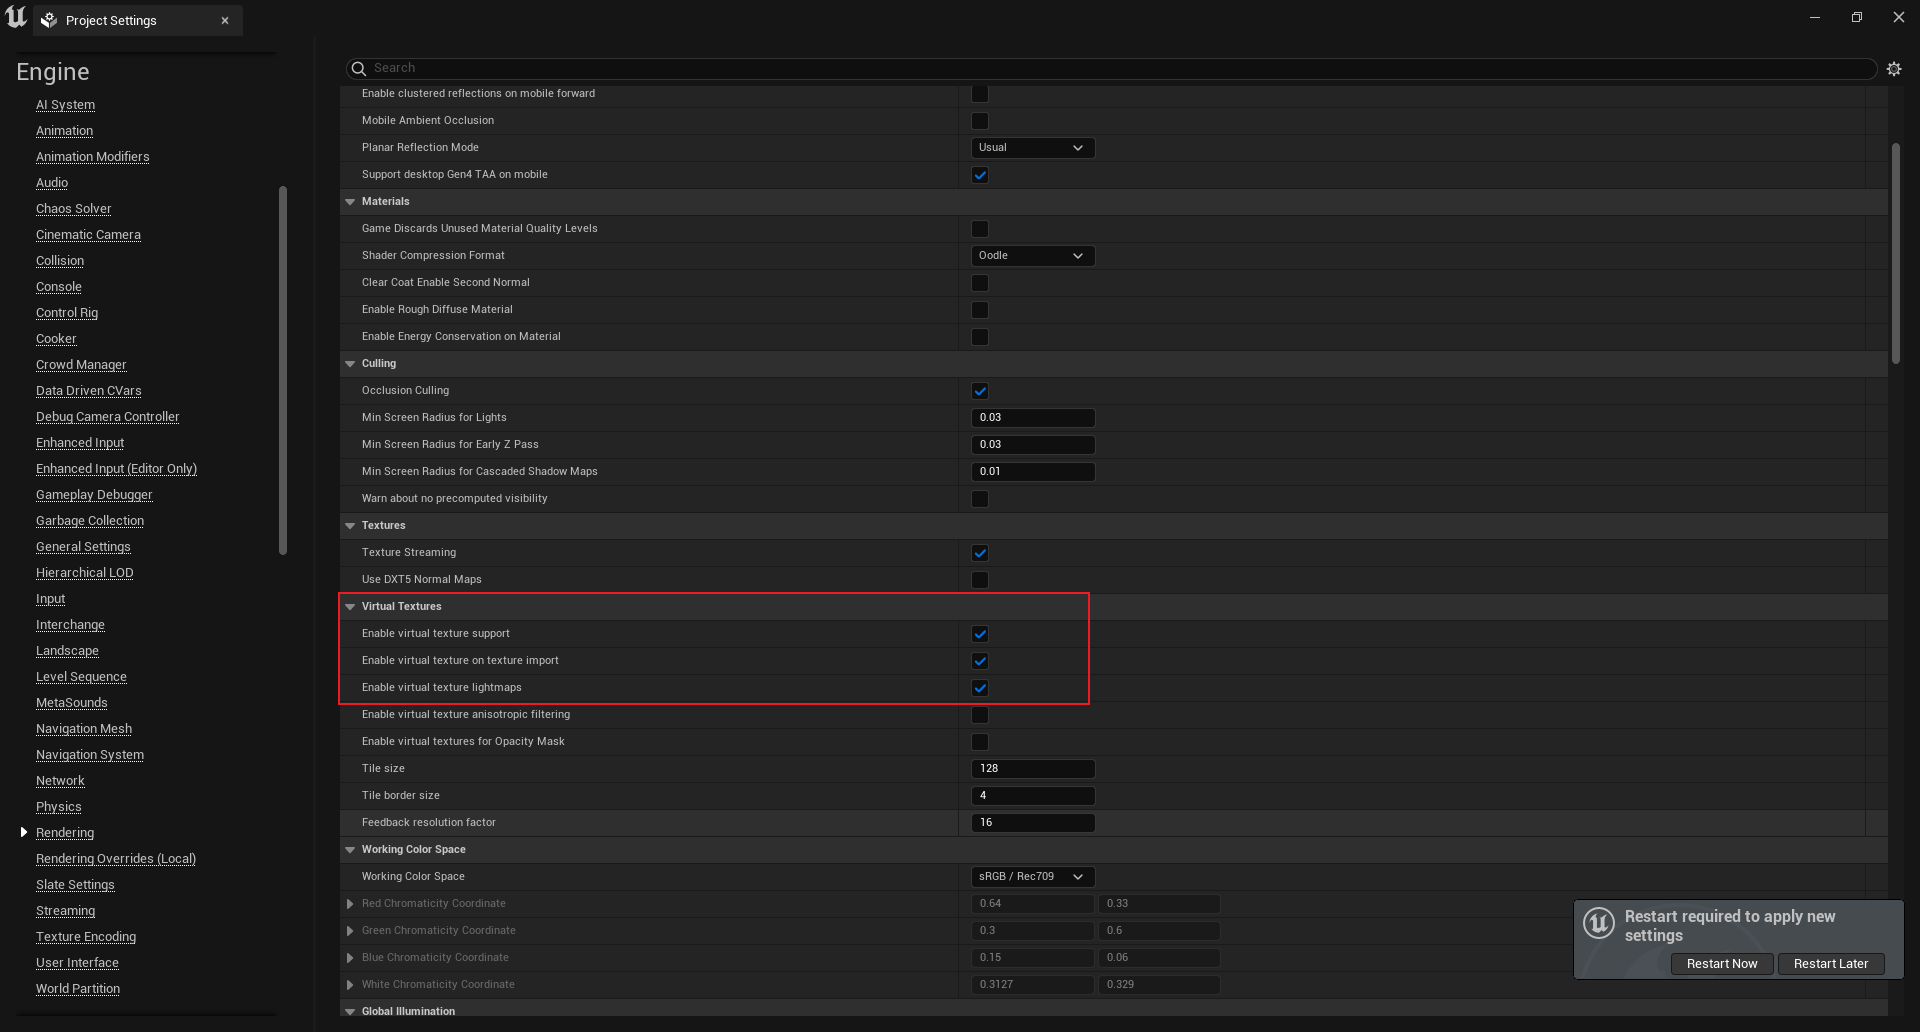 Project Settings
Engine
AI System
Animation
Animation Modifiers
Audio
Chaos Solver
Cinematic Camera
Collision
Console
Control Rig
Cooker
Crowd Manager
Data Driven CVars
Debug Camera Controller
Enhanced Input
Enhanced Input (Editor Only)
Gameplay Debugger
Garbage Collection
General Settings
Hierarchical LOD
Input
Interchange
Landscape
Level Sequence
MetaSounds
Navigation Mesh
Navigation System
Network
Physics
Rendering
Rendering Overrides (Local)
Slate Settings
Streaming
Texture Encoding
User Interface
World Partition
Search
Enable clustered reflections on mobile forward
Mobile Ambient Occlusion
Planar Reflection Mode Usual
Support desktop Gen4 TAA on mobile
Materials
Game Discards Unused Material Quality Levels
Shader Compression Format Oodle
Clear Coat Enable Second Normal
Enable Rough Diffuse Material
Enable Energy Conservation on Material
Culling
Occlusion Culling
Min Screen Radius for Lights 0.03
Min Screen Radius for Early Z Pass 0.03
Min Screen Radius for Cascaded Shadow Maps 0.01
Warn about no precomputed visibility
Textures
Texture Streaming
Use DXT5 Normal Maps
Virtual Textures
Enable virtual texture support
Enable virtual texture on texture import
Enable virtual texture lightmaps
Enable virtual texture anisotropic filtering
Enable virtual textures for Opacity Mask
Tile size 128
Tile border size 4
Feedback resolution factor 16
Working Color Space
Working Color Space sRGB / Rec709
Red Chromaticity Coordinate 0.64 0.33
Green Chromaticity Coordinate 0.3 0.6
Blue Chromaticity Coordinate 0.15 0.06
White Chromaticity Coordinate 0.3127 0.329
Global Illumination
Restart required to apply new
settings
Restart Now Restart Later